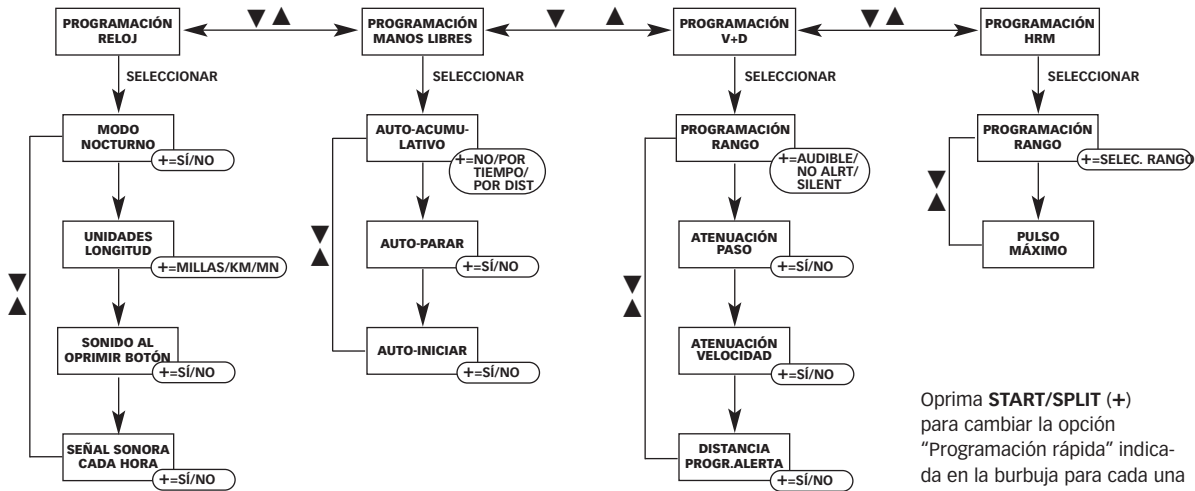 PROGRAMACIÓN
RELOJ
▼ ▲
PROGRAMACIÓN
MANOS LIBRES
▼ ▲
PROGRAMACIÓN
V+D
▼ ▲
PROGRAMACIÓN
HRM
SELECCIONAR
SELECCIONAR
SELECCIONAR
SELECCIONAR
MODO
NOCTURNO
+=SÍ/NO
UNIDADES
LONGITUD
+=MILLAS/KM/MN
SONIDO AL
OPRIMIR BOTÓN
+=SÍ/NO
SEÑAL SONORA
CADA HORA
+=SÍ/NO
▼
▲
AUTO-ACUMU-
LATIVO
+=NO/POR
TIEMPO/
POR DIST
AUTO-PARAR
+=SÍ/NO
AUTO-INICIAR
+=SÍ/NO
▼
▲
PROGRAMACIÓN
RANGO
+=AUDIBLE/
NO ALRT/
SILENT
ATENUACIÓN
PASO
+=SÍ/NO
ATENUACIÓN
VELOCIDAD
+=SÍ/NO
DISTANCIA
PROGR.ALERTA
+=SÍ/NO
▼
▲
PROGRAMACIÓN
RANGO
+=SELEC. RANGO
PULSO
MÁXIMO
▼
▲
Oprima START/SPLIT (+)
para cambiar la opción
“Programación rápida” indica-
da en la burbuja para cada una